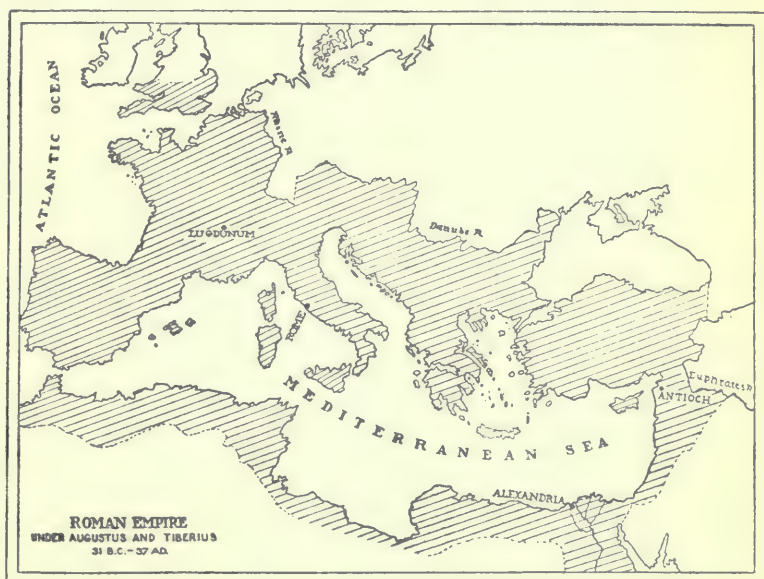 ATLANTIC OCEAN
Rhine R
LUGDUNUM
Danube R
ROME
MEDITERRANEAN SEA
Euphrates R
ANTIOCH
ALEXANDRIA
ROMAN EMPIRE
UNDER AUGUSTUS AND TIBERIUS
31 B.C.-37 A.D.